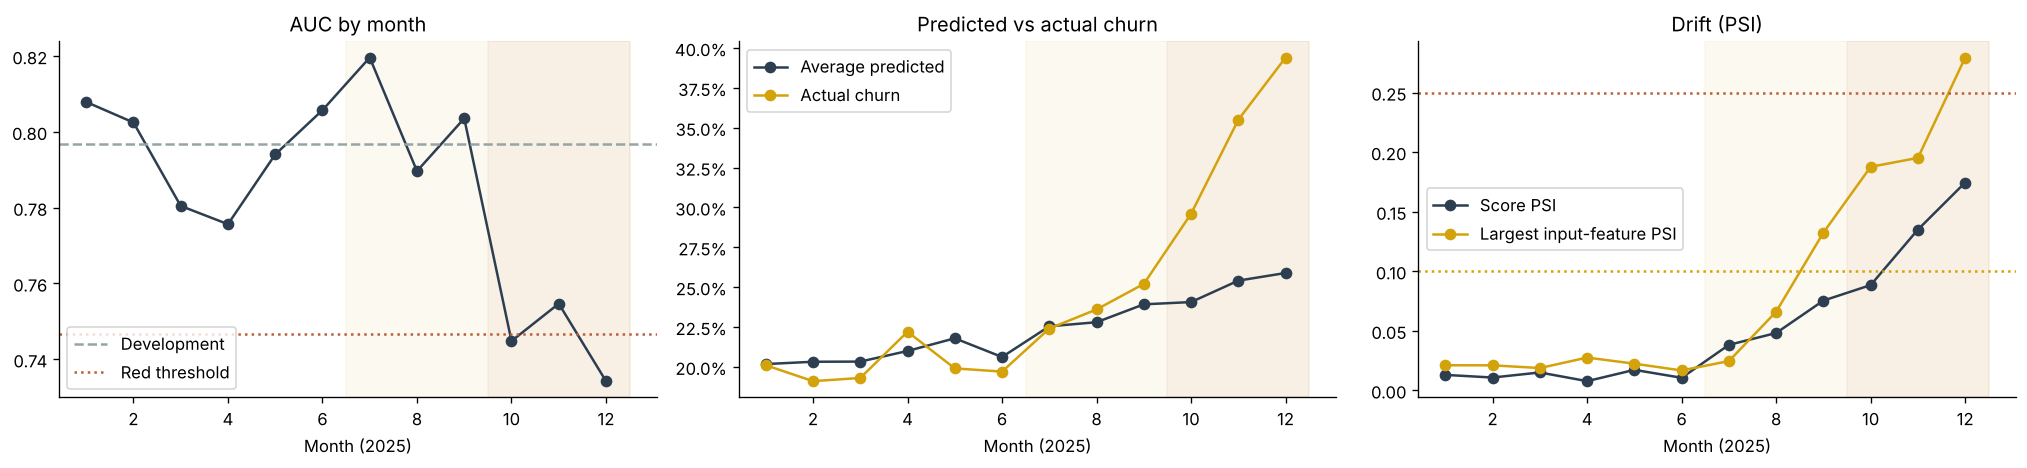 AUC by month
0.82
0.80
0.78
0.76
0.74
Development
Red threshold
2 4 6 8 10 12
Month (2025)
Predicted vs actual churn
40.0%
37.5%
35.0%
32.5%
30.0%
27.5%
25.0%
22.5%
20.0%
Average predicted
Actual churn
2 4 6 8 10 12
Month (2025)
Drift (PSI)
0.25
0.20
0.15
0.10
0.05
0.00
Score PSI
Largest input-feature PSI
2 4 6 8 10 12
Month (2025)